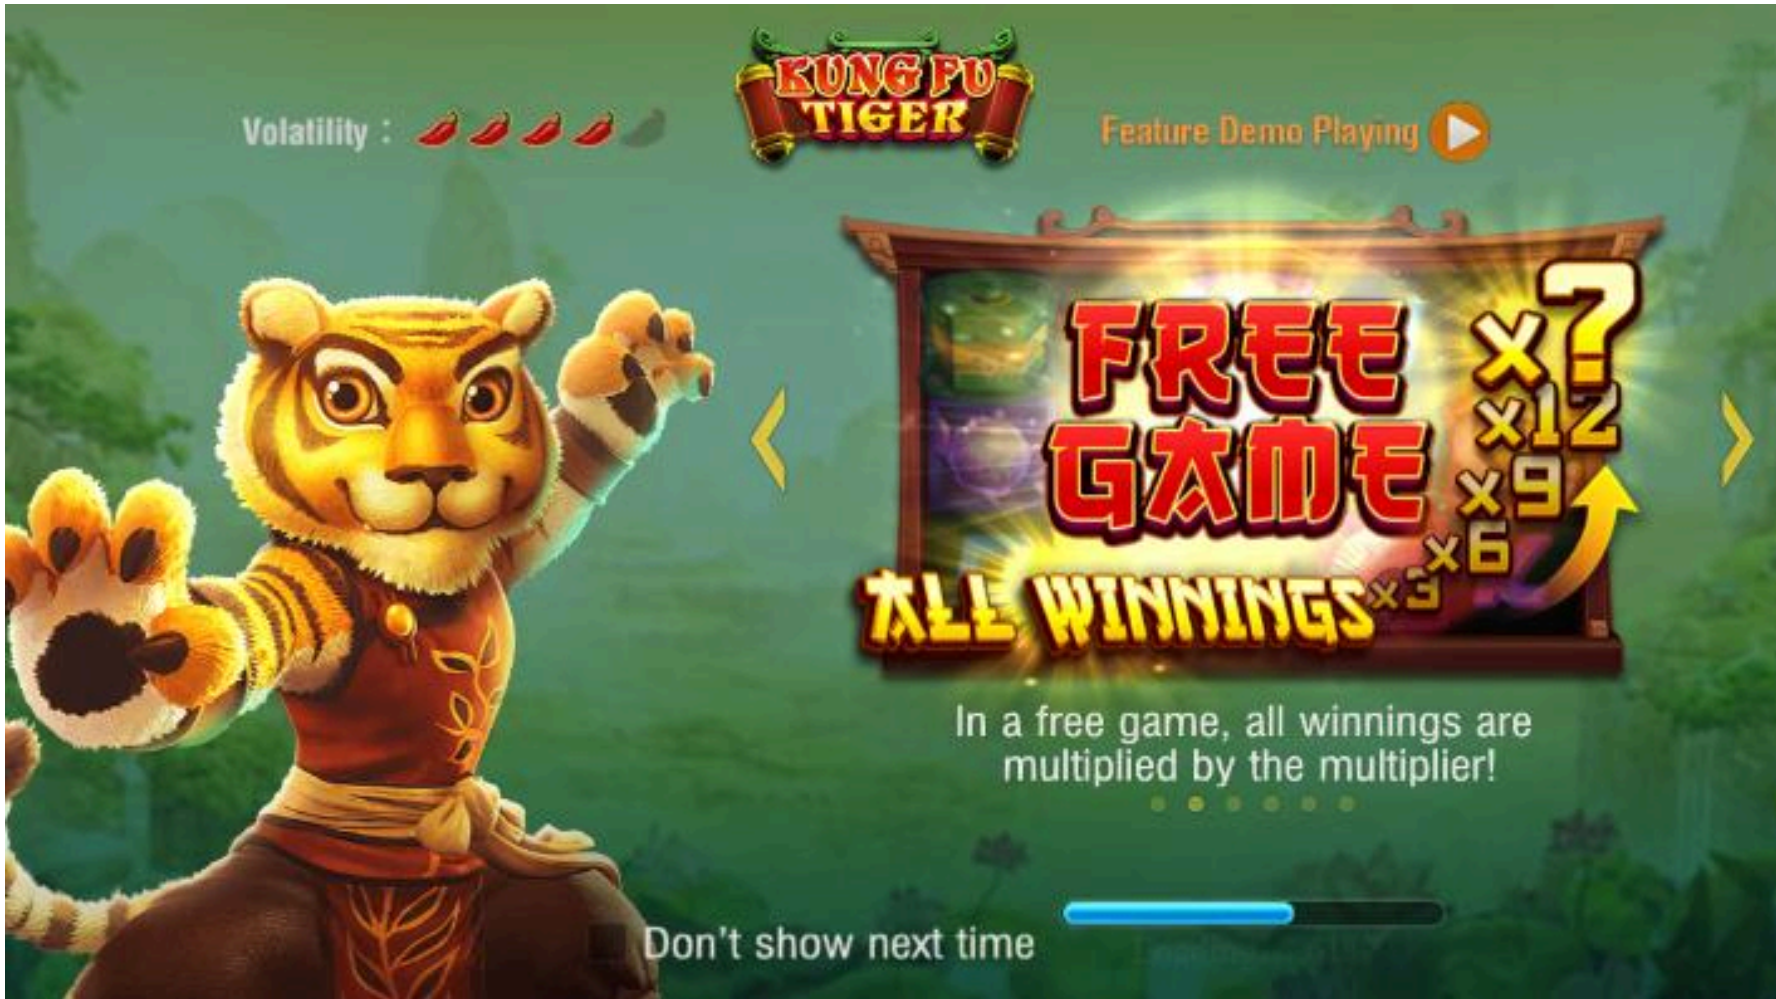 KUNG FU
TIGER
Volatility :
Feature Demo Playing
FREE
GAME
x?
x12
x9
x6
x3
ALL WINNINGS
In a free game, all winnings are
multiplied by the multiplier!
Don't show next time